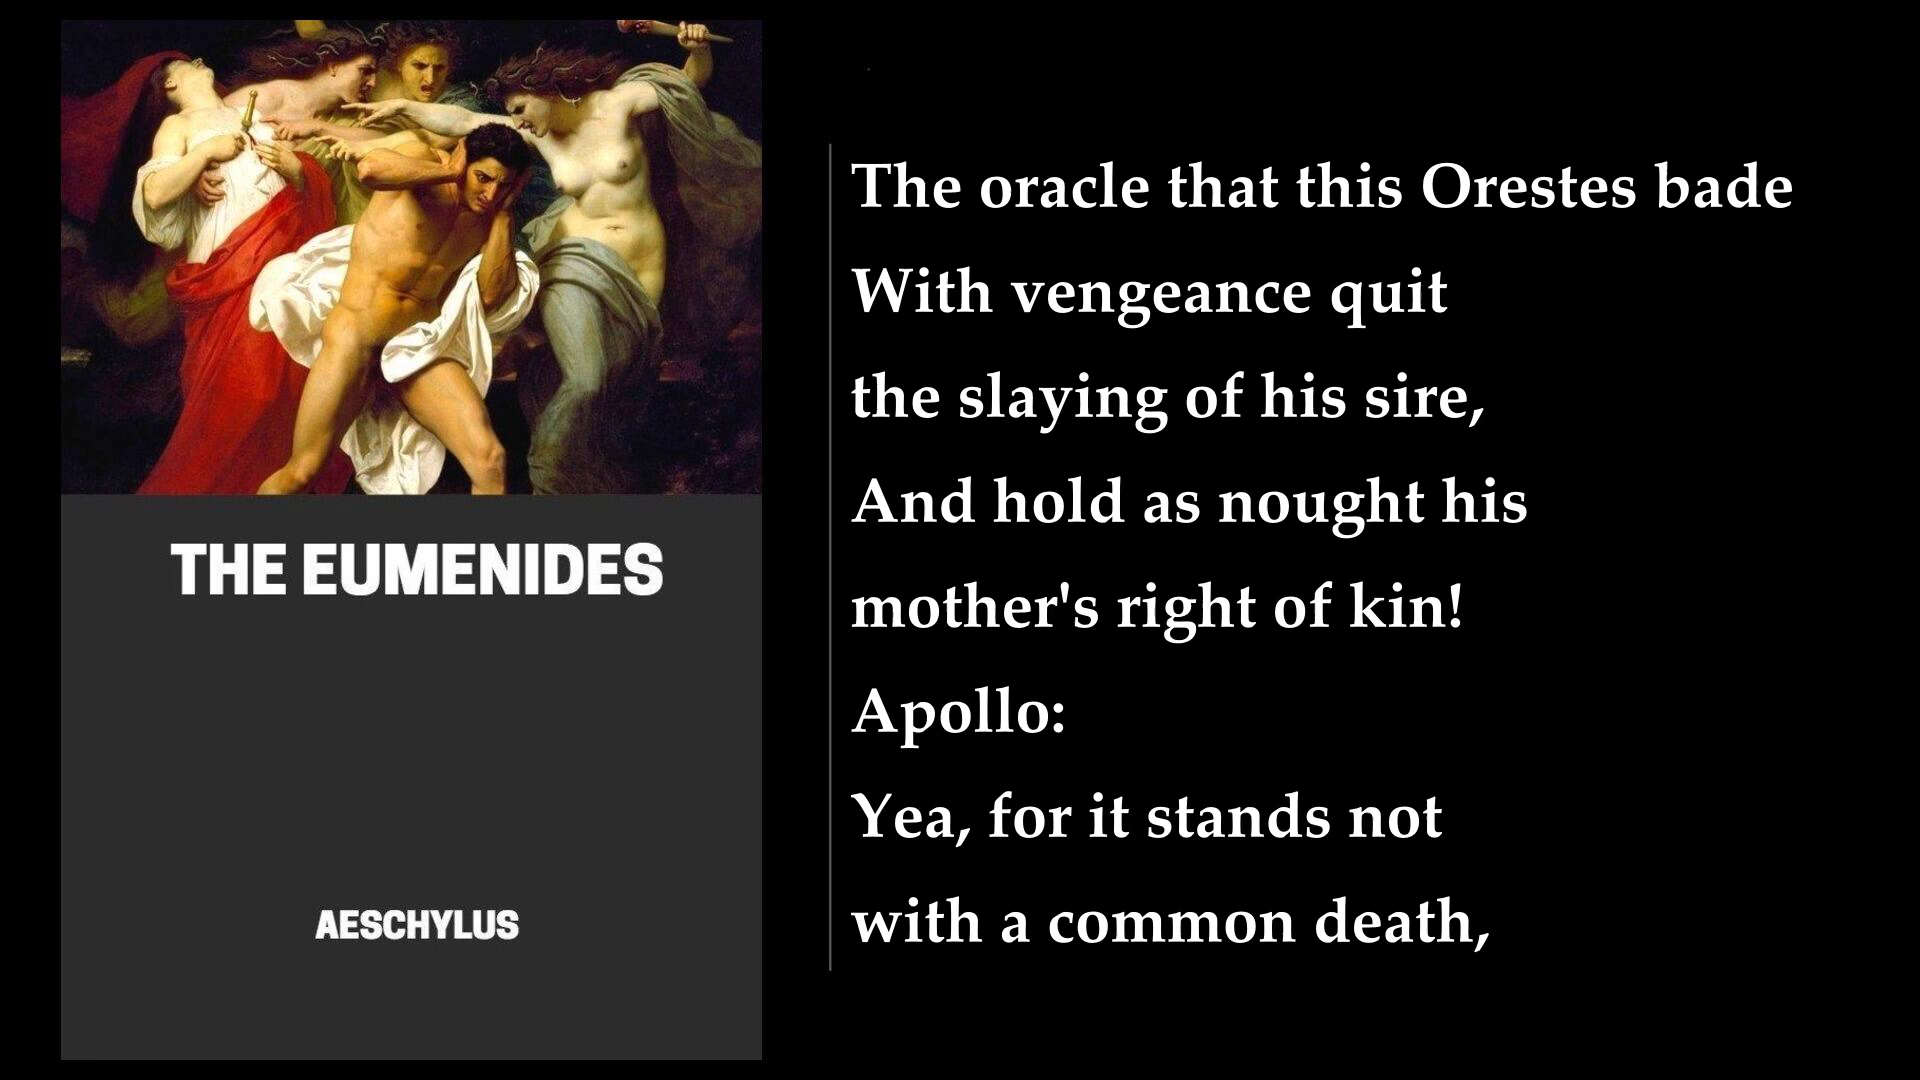 THE EUMENIDES
AESCHYLUS
The oracle that this Orestes bade
With vengeance quit
the slaying of his sire,
And hold as nought his
mother's right of kin!
Apollo:
Yea, for it stands not
with a common death,